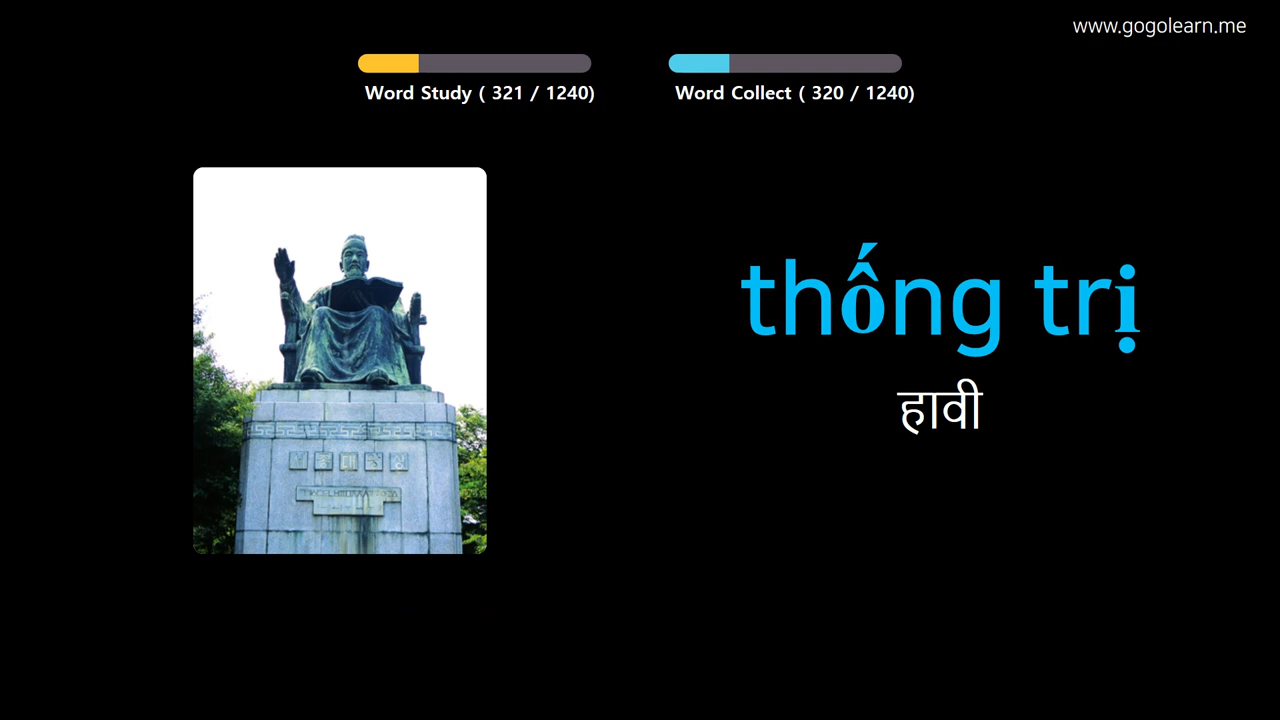 www.gogolearn.me
Word Study ( 321 / 1240)
Word Collect ( 320 / 1240)
thống trị
हावी